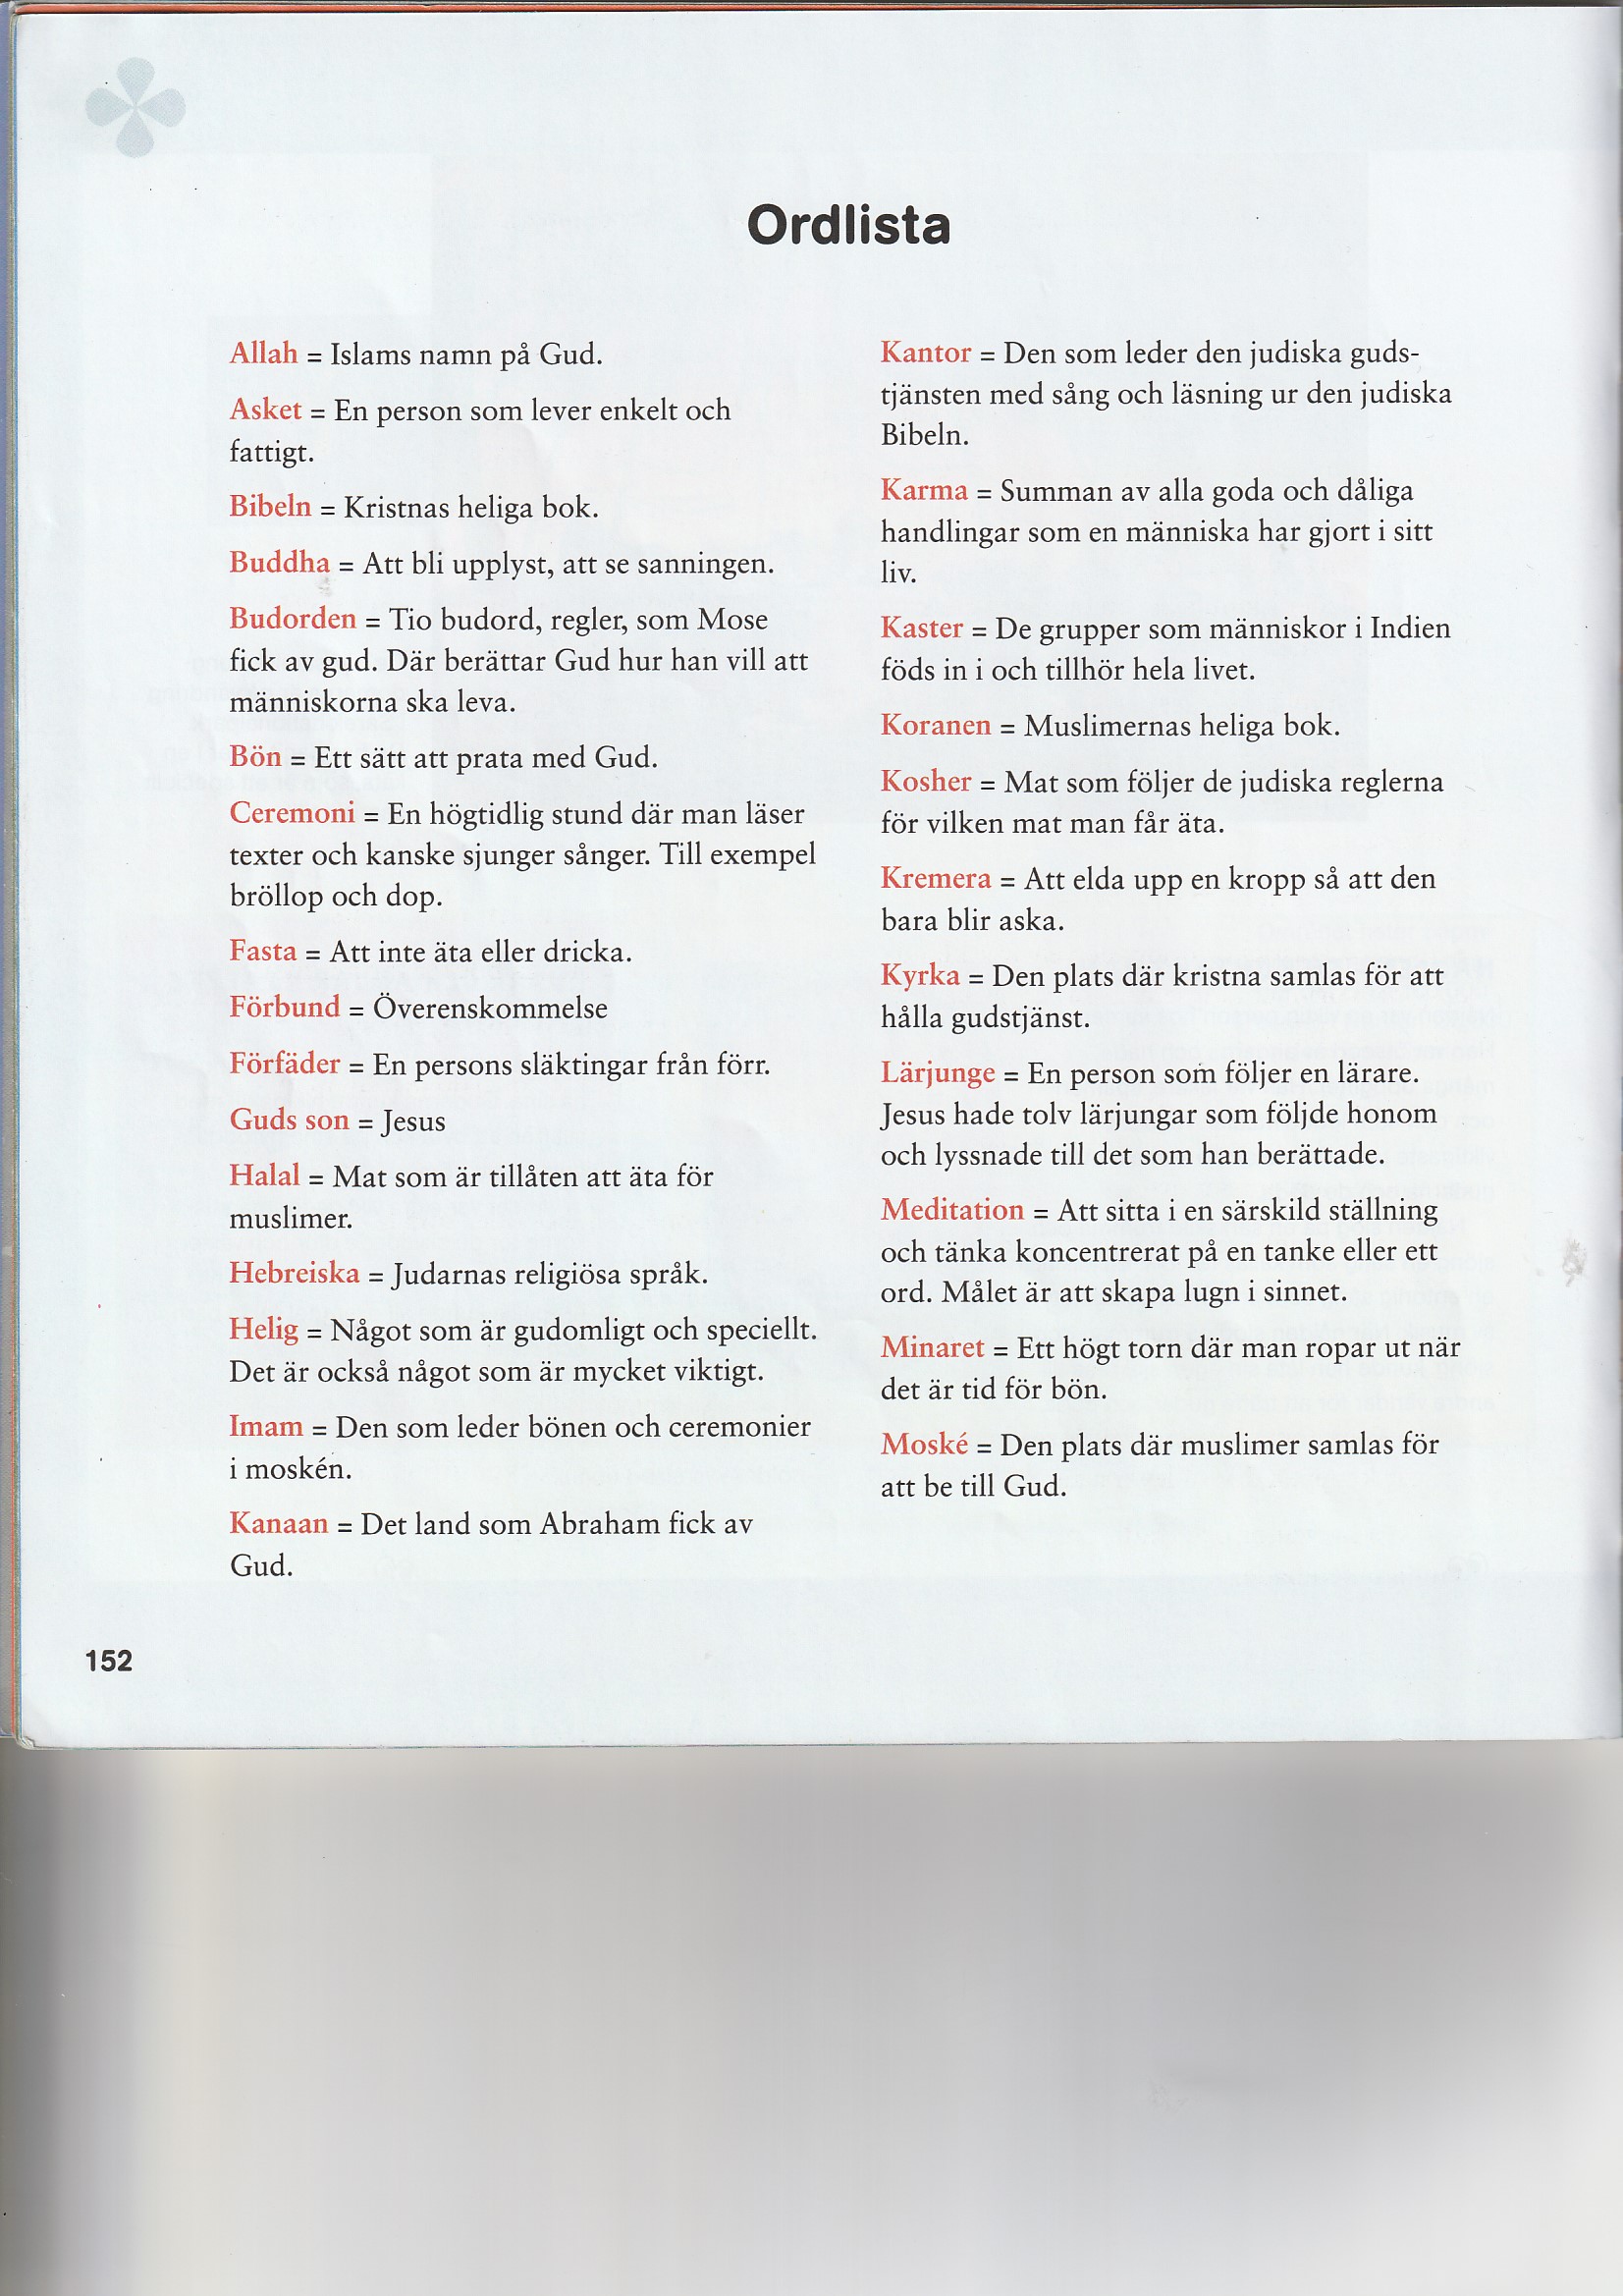 Ordlista
Allah = Islams namn på Gud.
Asket = En person som lever enkelt och
fattigt.
Bibeln = Kristnas heliga bok.
Buddha = Att bli upplyst, att se sanningen.
Budorden = Tio budord, regler, som Mose
fick av gud. Där berättar Gud hur han vill att
människorna ska leva.
Bön = Ett sätt att prata med Gud.
Ceremoni = En högtidlig stund där man läser
texter och kanske sjunger sånger. Till exempel
bröllop och dop.
Fasta = Att inte äta eller dricka.
Förbund = Överenskommelse
Förfäder = En persons släktingar från förr.
Guds son = Jesus
Halal = Mat som är tillåten att äta för
muslimer.
Hebreiska = Judarnas religiösa språk.
Helig = Något som är gudomligt och speciellt.
Det är också något som är mycket viktigt.
Imam = Den som leder bönen och ceremonier
i moskén.
Kanaan = Det land som Abraham fick av
Gud.
Kantor = Den som leder den judiska guds-
tjänsten med sång och läsning ur den judiska
Bibeln.
Karma = Summan av alla goda och dåliga
handlingar som en människa har gjort i sitt
liv.
Kaster = De grupper som människor i Indien
föds in i och tillhör hela livet.
Koranen = Muslimernas heliga bok.
Kosher = Mat som följer de judiska reglerna
för vilken mat man får äta.
Kremera = Att elda upp en kropp så att den
bara blir aska.
Kyrka = Den plats där kristna samlas för att
hålla gudstjänst.
Lärjunge = En person som följer en lärare.
Jesus hade tolv lärjungar som följde honom
och lyssnade till det som han berättade.
Meditation = Att sitta i en särskild ställning
och tänka koncentrerat på en tanke eller ett
ord. Målet är att skapa lugn i sinnet.
Minaret = Ett högt torn där man ropar ut när
det är tid för bön.
Moské = Den plats där muslimer samlas för
att be till Gud.
152